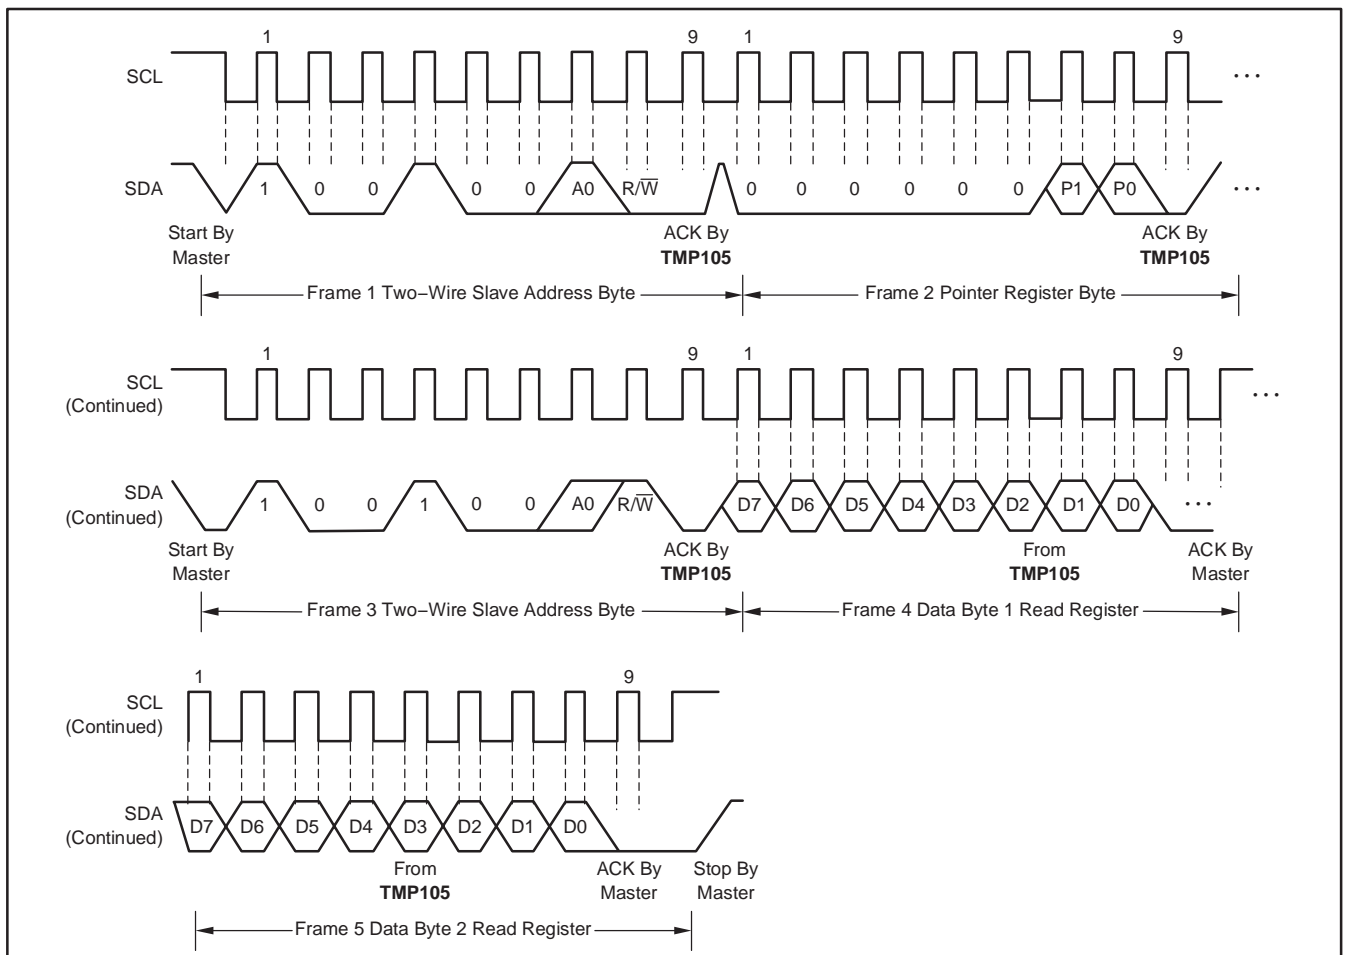 1 9 1 9
SCL ...
SDA 1 0 0 0 0 A0 R/W̅ 0 0 0 0 0 0 P1 P0 ...
Start By
Master
ACK By
TMP105
ACK By
TMP105
Frame 1 Two−Wire Slave Address Byte
Frame 2 Pointer Register Byte
1 9 1 9
SCL
(Continued)
...
SDA
(Continued)
1 0 0 1 0 0 A0 R/W̅ D7 D6 D5 D4 D3 D2 D1 D0 ...
Start By
Master
ACK By
TMP105
From
TMP105
ACK By
Master
Frame 3 Two−Wire Slave Address Byte
Frame 4 Data Byte 1 Read Register
1 9
SCL
(Continued)
SDA
(Continued)
D7 D6 D5 D4 D3 D2 D1 D0
From
TMP105
ACK By
Master
Stop By
Master
Frame 5 Data Byte 2 Read Register